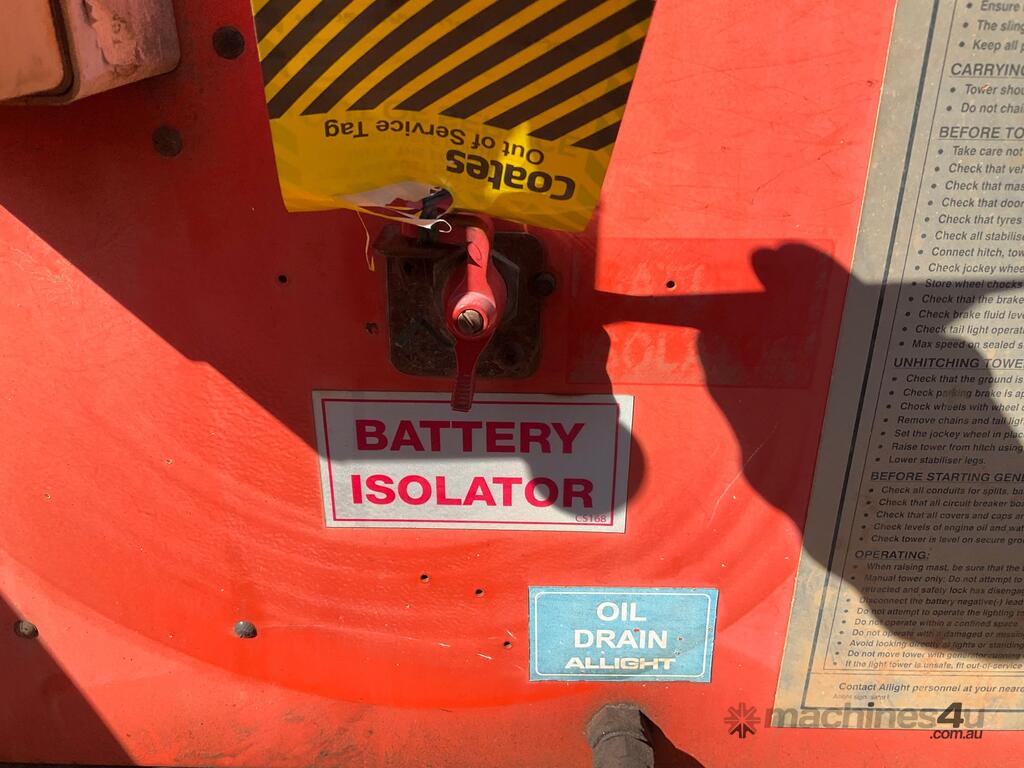 Coates
Out of Service Tag
BATTERY
ISOLATOR
CS168
OIL
DRAIN
ALLIGHT
ISOLATOR
• Ensure
• The sling
• Keep all
CARRYING
• Tower shou
• Do not chai
BEFORE TO
• Take care not
• Check that veh
• Check that mas
• Check that door
• Check that tyres
• Check all stabilise
• Connect hitch, tow
• Check jockey whee
• Store wheel chocks
• Check that the brake
• Check brake fluid leve
• Check tail light operat
• Max speed on sealed s
UNHITCHING TOWE
• Check that the ground is
• Check parking brake is ap
• Chock wheels with wheel c
• Remove chains and tail ligh
• Set the jockey wheel in plac
• Raise tower from hitch using
• Lower stabiliser legs.
BEFORE STARTING GENE
• Check all conduits for splits, ba
• Check that all circuit breaker bo
• Check that all covers and caps ar
• Check levels of engine oil and wat
• Check tower is level on secure gro
OPERATING:
• When raising mast, be sure that the
• Manual tower only: Do not attempt to
retracted and safety lock has disengag
• Disconnect the battery negative(-) lead
• Do not attempt to operate the lighting to
• Do not operate within a confined space
• Do not operate with a damaged or missin
• Avoid looking directly at lights or standing
• Do not move tower with generator running
• If the light tower is unsafe, fit out-of-service
Contact Allight personnel at your neare
machines4u
.com.au